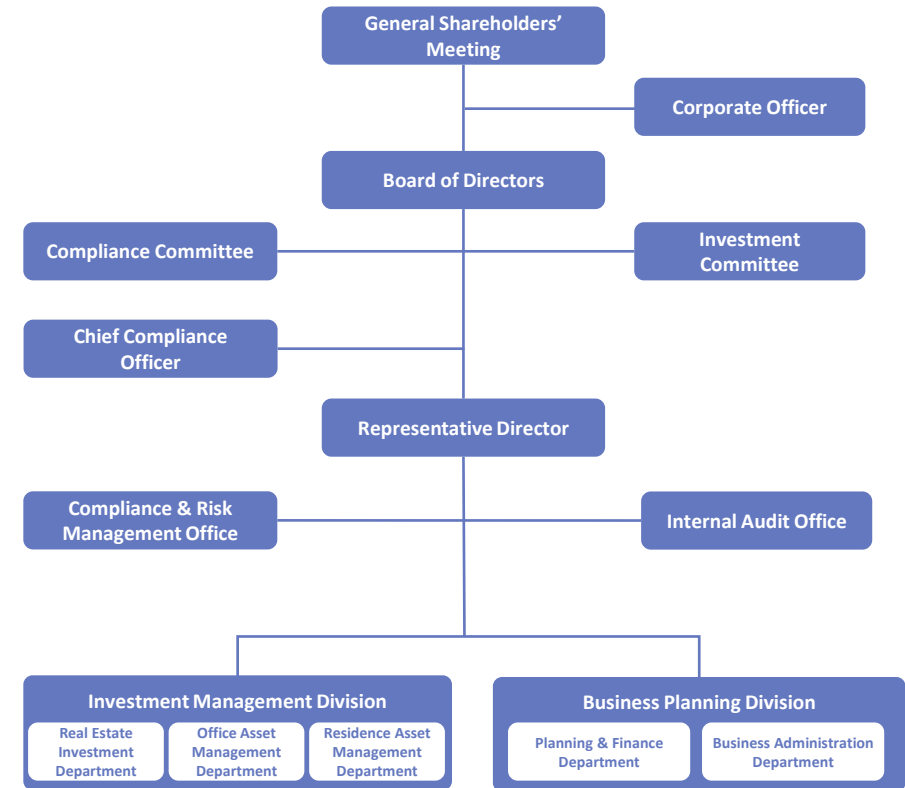 General Shareholders’
Meeting
Corporate Officer
Board of Directors
Compliance Committee
Investment
Committee
Chief Compliance
Officer
Representative Director
Compliance & Risk
Management Office
Internal Audit Office
Investment Management Division
Real Estate
Investment
Department
Office Asset
Management
Department
Residence Asset
Management
Department
Business Planning Division
Planning & Finance
Department
Business Administration
Department